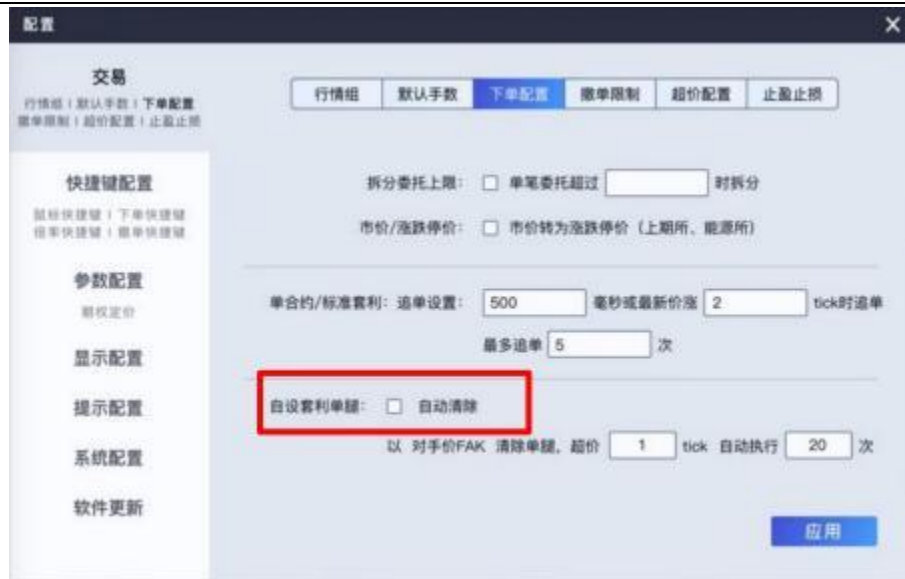 配置
交易
行情组 | 默认手数 | 下单配置
撤单限制 | 超价配置 | 止盈止损
快捷键配置
鼠标快捷键 | 下单快捷键
倍率快捷键 | 撤单快捷键
参数配置
期权定价
显示配置
提示配置
系统配置
软件更新
行情组 默认手数 下单配置 撤单限制 超价配置 止盈止损
拆分委托上限: 单笔委托超过 时拆分
市价/涨跌停价: 市价转为涨跌停价 (上期所、能源所)
单合约/标准套利: 追单设置: 500 毫秒或最新价涨 2 tick时追单
最多追单 5 次
自设套利单腿: 自动清除
以 对手价FAK 清除单腿, 超价 1 tick 自动执行 20 次
应用